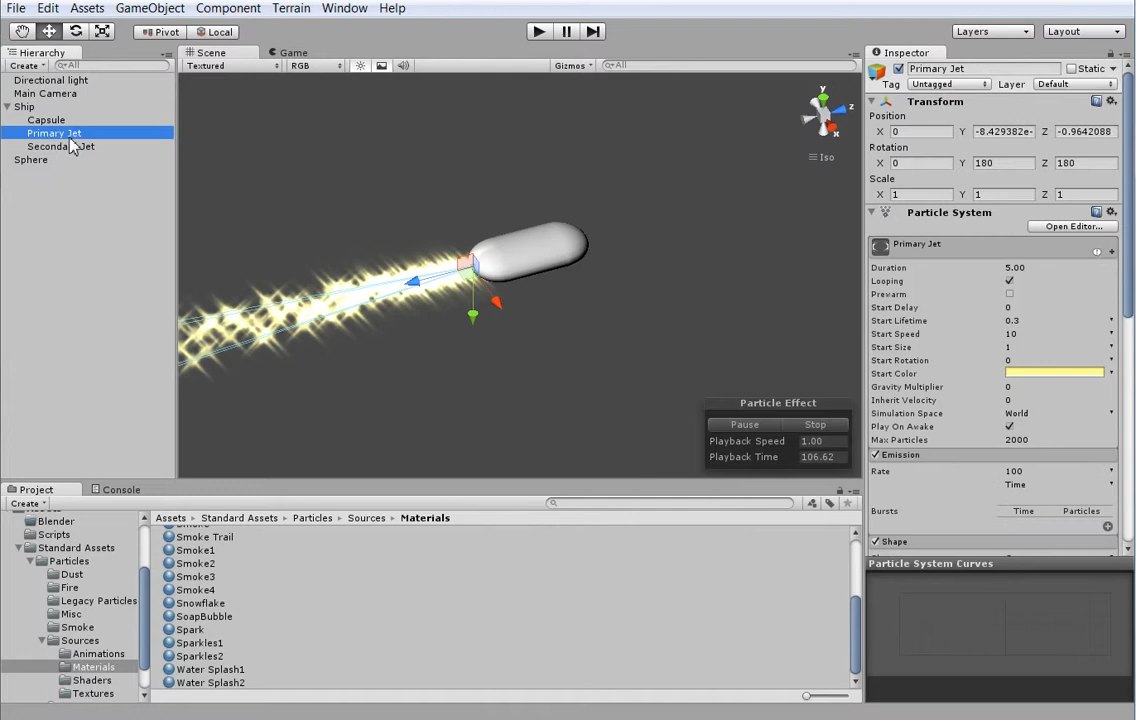 File Edit Assets GameObject Component Terrain Window Help
Pivot Local Layers Layout
Hierarchy
Create All
Directional light
Main Camera
Ship
Capsule
Primary Jet
Seconda Jet
Sphere
Scene Game
Textured RGB Gizmos All
y
z
x
Iso
Particle Effect
Pause Stop
Playback Speed 1.00
Playback Time 106.62
Inspector
Primary Jet Static
Tag Untagged Layer Default
Transform
Position
X 0 Y -8.429382e- Z -0.9642088
Rotation
X 0 Y 180 Z 180
Scale
X 1 Y 1 Z 1
Particle System
Open Editor...
Primary Jet
Duration 5.00
Looping
Prewarm
Start Delay 0
Start Lifetime 0.3
Start Speed 10
Start Size 1
Start Rotation 0
Start Color
Gravity Multiplier 0
Inherit Velocity 0
Simulation Space World
Play On Awake
Max Particles 2000
Emission
Rate 100
Time
Bursts Time Particles
Shape
Particle System Curves
Project Console
Create
Blender
Scripts
Standard Assets
Particles
Dust
Fire
Legacy Particles
Misc
Smoke
Sources
Animations
Materials
Shaders
Textures
Assets Standard Assets Particles Sources Materials
Smoke Trail
Smoke1
Smoke2
Smoke3
Smoke4
Snowflake
SoapBubble
Spark
Sparkles1
Sparkles2
Water Splash1
Water Splash2